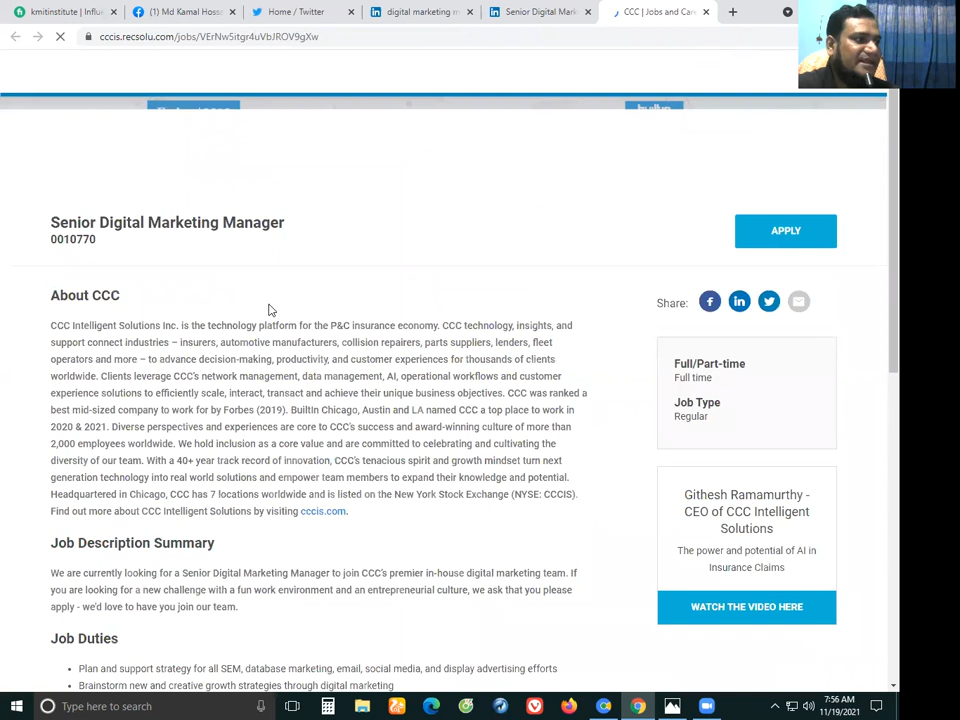 kmitinstitute | Influe
(1) Md Kamal Hossa
Home / Twitter
digital marketing m
Senior Digital Mark
CCC | Jobs and Care
cccis.recsolu.com/jobs/VErNw5itgr4uVbJROV9gXw
Senior Digital Marketing Manager
0010770
APPLY
About CCC
CCC Intelligent Solutions Inc. is the technology platform for the P&C insurance economy. CCC technology, insights, and
support connect industries – insurers, automotive manufacturers, collision repairers, parts suppliers, lenders, fleet
operators and more – to advance decision-making, productivity, and customer experiences for thousands of clients
worldwide. Clients leverage CCC's network management, data management, AI, operational workflows and customer
experience solutions to efficiently scale, interact, transact and achieve their unique business objectives. CCC was ranked a
best mid-sized company to work for by Forbes (2019). BuiltIn Chicago, Austin and LA named CCC a top place to work in
2020 & 2021. Diverse perspectives and experiences are core to CCC's success and award-winning culture of more than
2,000 employees worldwide. We hold inclusion as a core value and are committed to celebrating and cultivating the
diversity of our team. With a 40+ year track record of innovation, CCC's tenacious spirit and growth mindset turn next
generation technology into real world solutions and empower team members to expand their knowledge and potential.
Headquartered in Chicago, CCC has 7 locations worldwide and is listed on the New York Stock Exchange (NYSE: CCCIS).
Find out more about CCC Intelligent Solutions by visiting cccis.com.
Job Description Summary
We are currently looking for a Senior Digital Marketing Manager to join CCC's premier in-house digital marketing team. If
you are looking for a new challenge with a fun work environment and an entrepreneurial culture, we ask that you please
apply - we'd love to have you join our team.
Job Duties
• Plan and support strategy for all SEM, database marketing, email, social media, and display advertising efforts
• Brainstorm new and creative growth strategies through digital marketing
Share:
Full/Part-time
Full time
Job Type
Regular
Githesh Ramamurthy -
CEO of CCC Intelligent
Solutions
The power and potential of AI in
Insurance Claims
WATCH THE VIDEO HERE
Type here to search
7:56 AM
11/19/2021